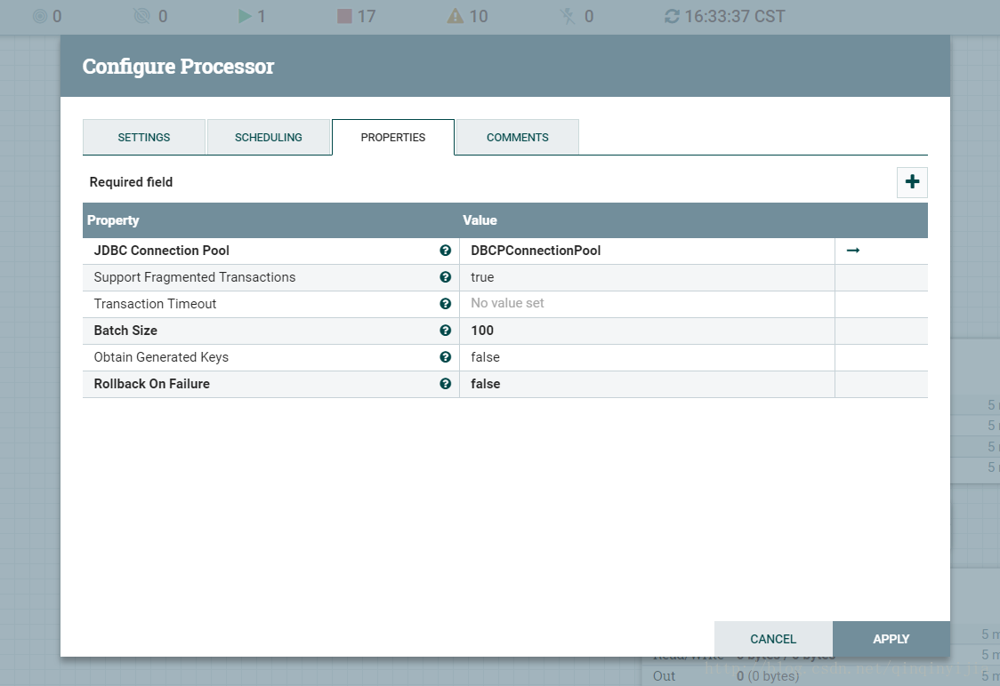 0 0 1 17 10 0 16:33:37 CST
Configure Processor
SETTINGS SCHEDULING PROPERTIES COMMENTS
Required field
Property Value
JDBC Connection Pool DBCPConnectionPool
Support Fragmented Transactions true
Transaction Timeout No value set
Batch Size 100
Obtain Generated Keys false
Rollback On Failure false
5
5
5
5
CANCEL APPLY
5 m
Read/Write 0 bytes / 0 bytes 5 m
Out 0 (0 bytes) 5 m